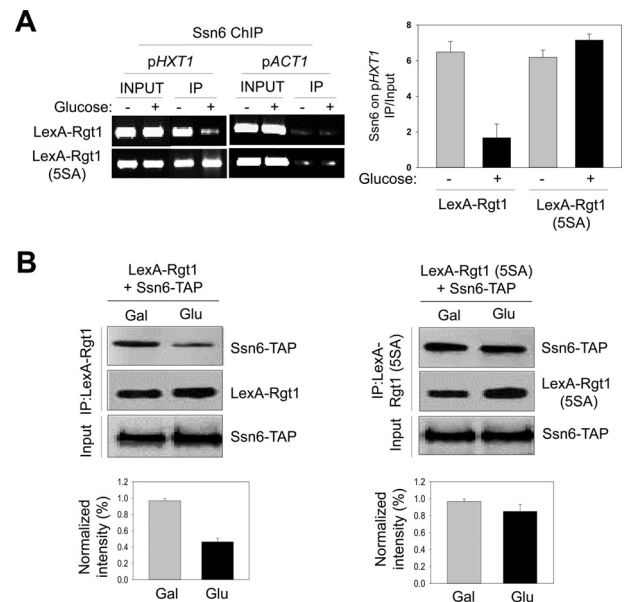 A
Ssn6 ChIP
pHXT1 pACT1
INPUT IP INPUT IP
Glucose: - + - + - + - +
LexA-Rgt1
LexA-Rgt1
(5SA)
Ssn6 on pHXT1
IP/Input
8
6
4
2
0
Glucose: - + - +
LexA-Rgt1 LexA-Rgt1
(5SA)
B
LexA-Rgt1
+ Ssn6-TAP
Gal Glu
IP:LexA-Rgt1
Ssn6-TAP
LexA-Rgt1
Input
Ssn6-TAP
Normalized
intensity (%)
1.2
1.0
0.8
0.6
0.4
0.2
0.0
Gal Glu
LexA-Rgt1 (5SA)
+ Ssn6-TAP
Gal Glu
IP:LexA-
Rgt1 (5SA)
Ssn6-TAP
LexA-Rgt1
(5SA)
Input
Ssn6-TAP
Normalized
intensity (%)
1.2
1.0
0.8
0.6
0.4
0.2
0.0
Gal Glu